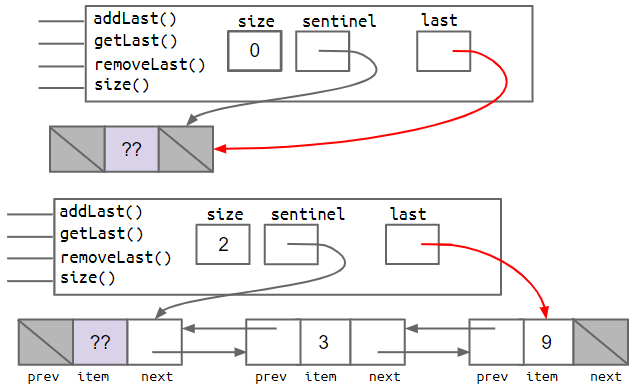 addLast()
size sentinel last
getLast()
0
removeLast()
size()
??
addLast()
size sentinel last
getLast()
2
removeLast()
size()
?? 3 9
prev item next prev item next prev item next